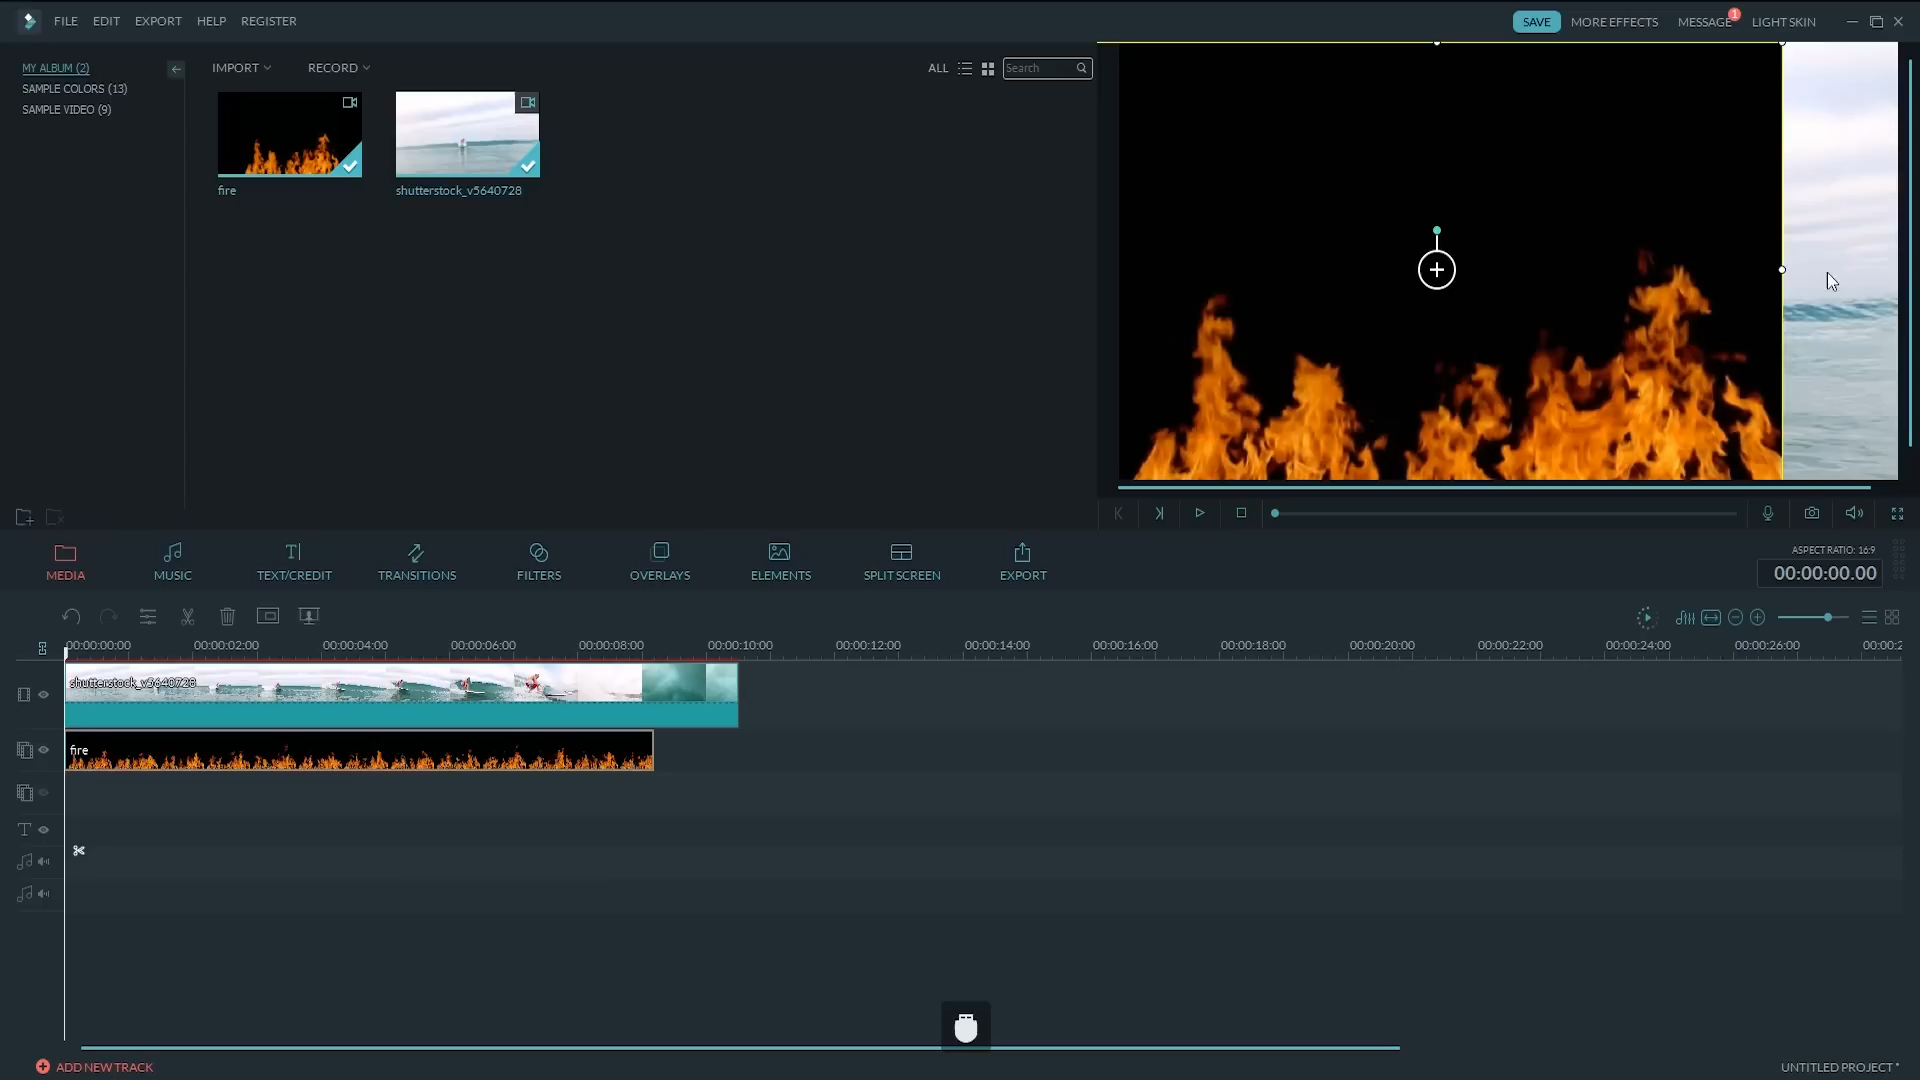 FILE EDIT EXPORT HELP REGISTER
SAVE MORE EFFECTS MESSAGE 1 LIGHT SKIN
MY ALBUM (2)
SAMPLE COLORS (13)
SAMPLE VIDEO (9)
IMPORT RECORD ALL Search
fire
shutterstock_v5640728
MEDIA MUSIC TEXT/CREDIT TRANSITIONS FILTERS OVERLAYS ELEMENTS SPLIT SCREEN EXPORT
ASPECT RATIO: 16:9
00:00:00.00
00:00:00:00 00:00:02:00 00:00:04:00 00:00:06:00 00:00:08:00 00:00:10:00 00:00:12:00 00:00:14:00 00:00:16:00 00:00:18:00 00:00:20:00 00:00:22:00 00:00:24:00 00:00:26:00 00:00:2
shutterstock_v5640728
fire
ADD NEW TRACK
UNTITLED PROJECT *